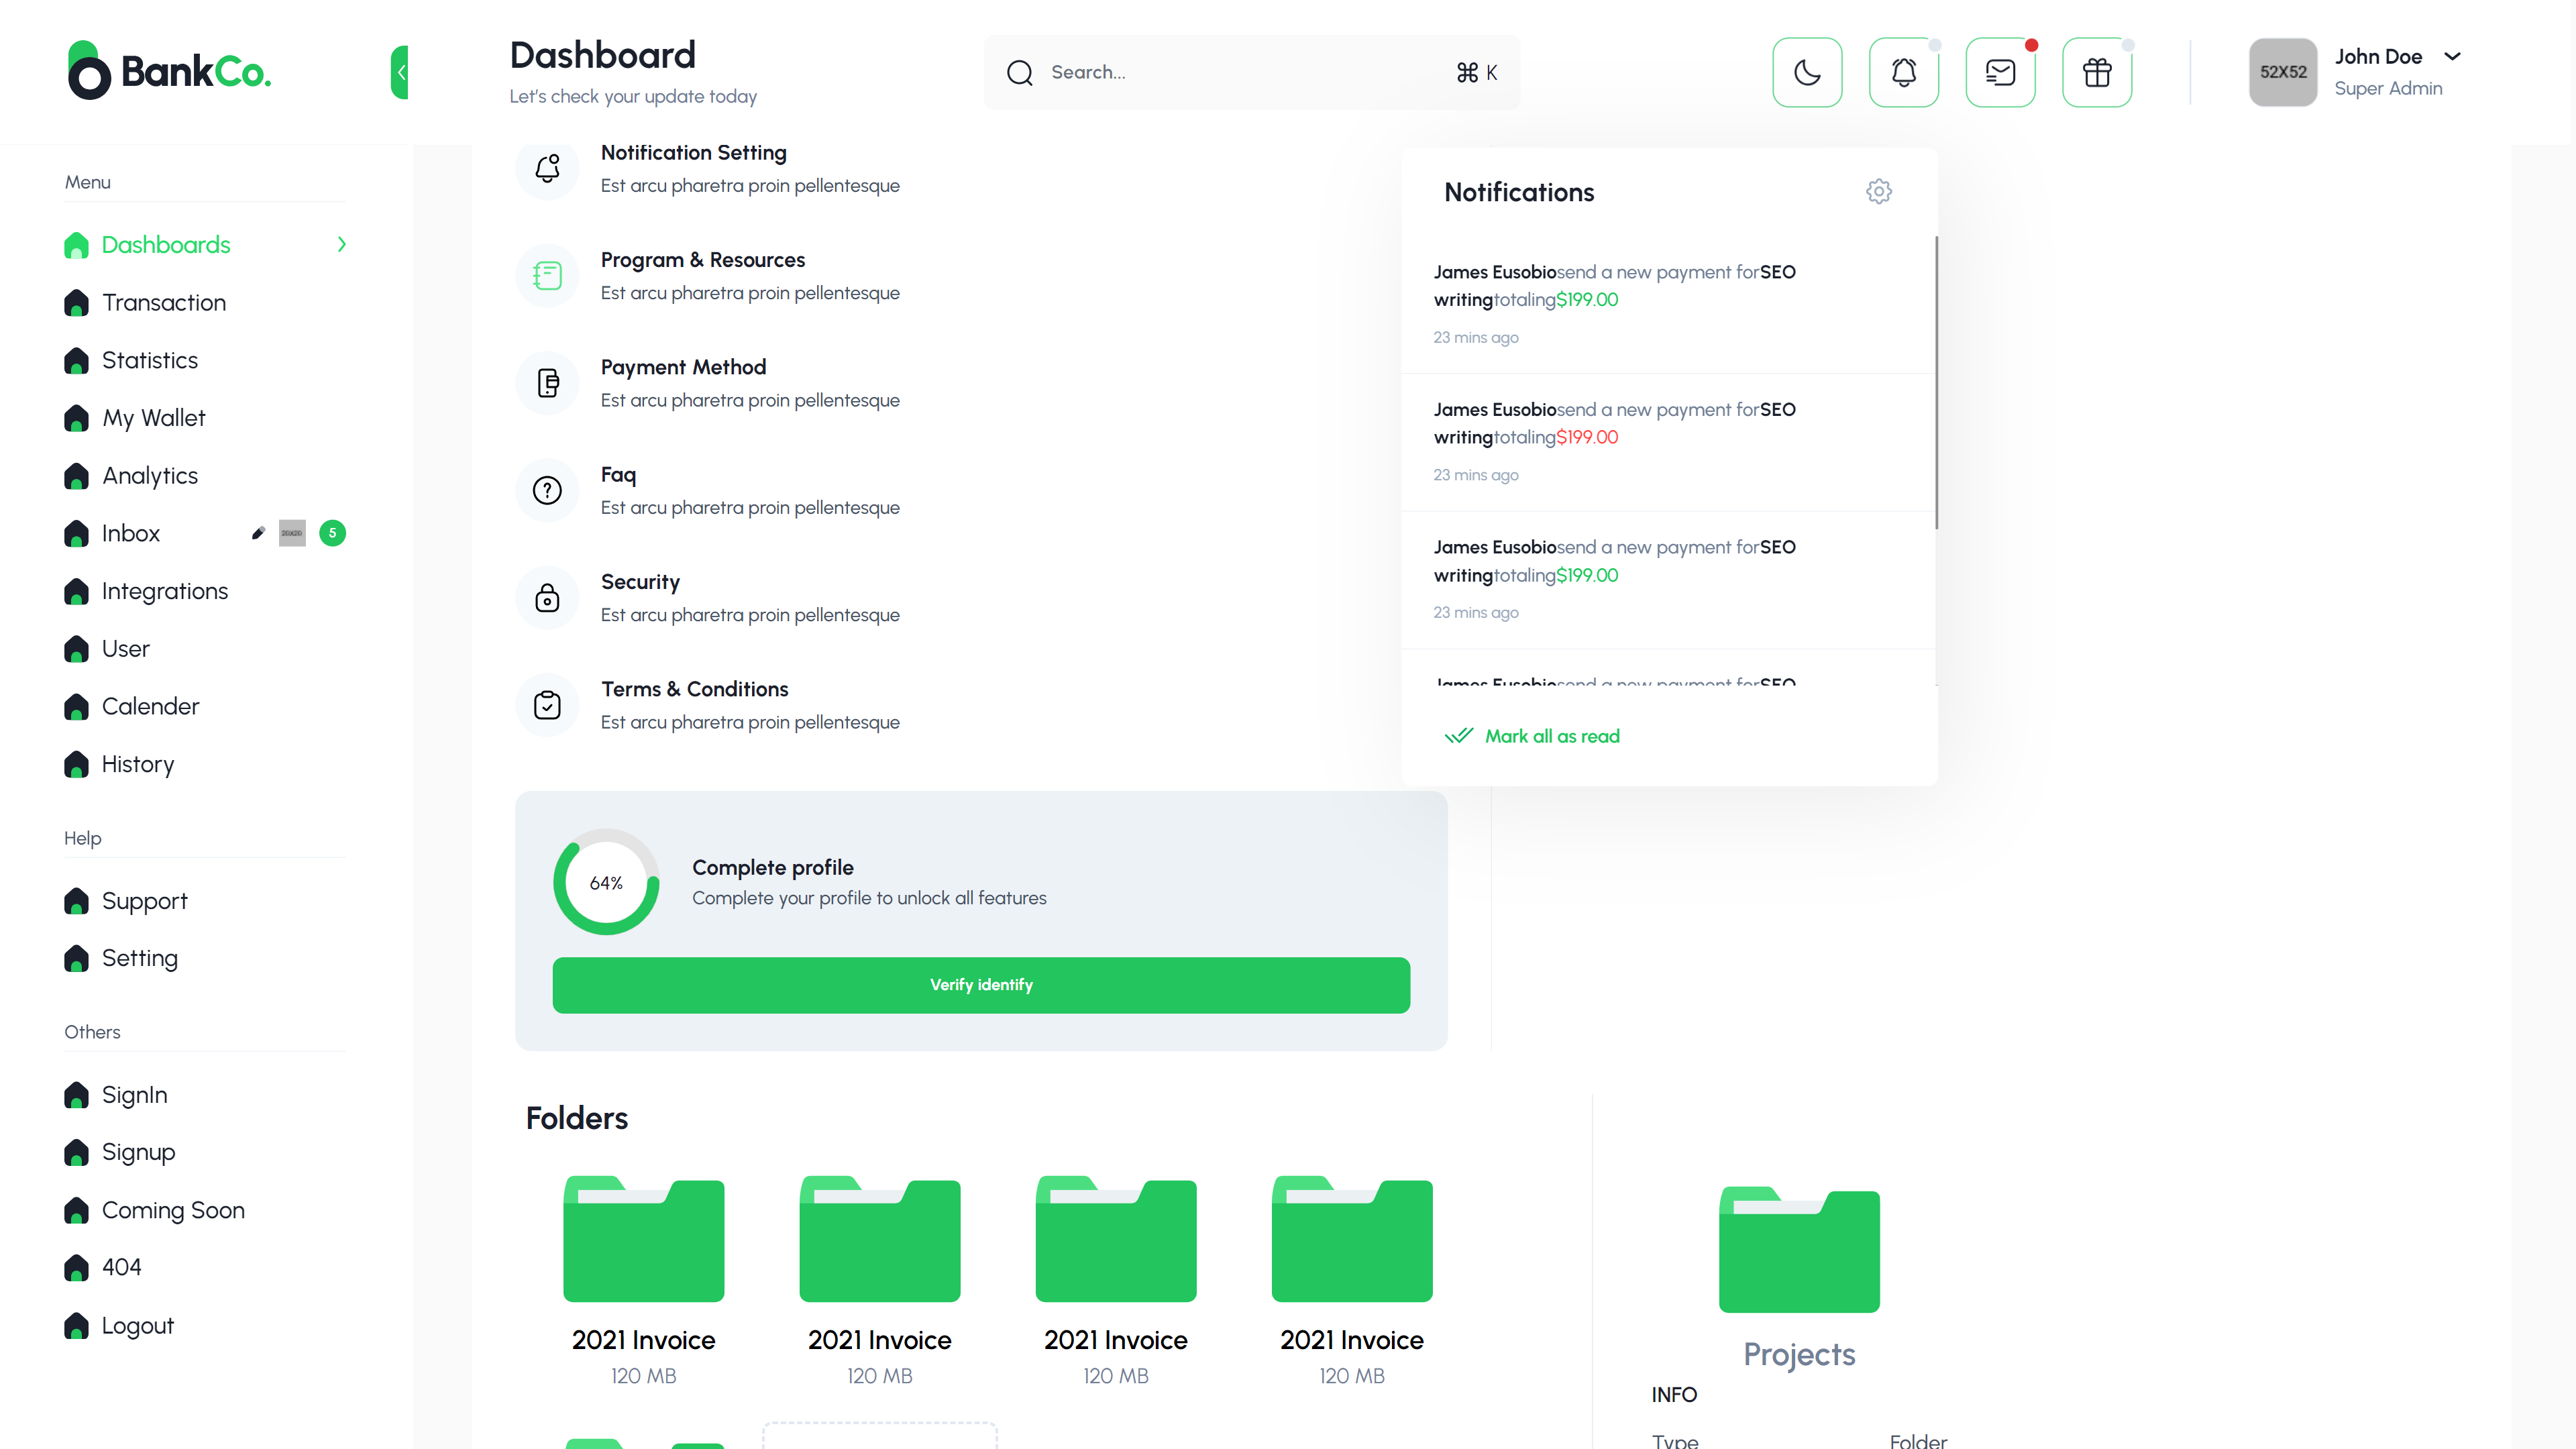 BankCo.
Dashboard
Let's check your update today
Search...
⌘ K
52X52
John Doe
Super Admin
Menu
Dashboards
Transaction
Statistics
My Wallet
Analytics
Inbox
5
Integrations
User
Calender
History
Help
Support
Setting
Others
SignIn
Signup
Coming Soon
404
Logout
Notification Setting
Est arcu pharetra proin pellentesque
Program & Resources
Est arcu pharetra proin pellentesque
Payment Method
Est arcu pharetra proin pellentesque
Faq
Est arcu pharetra proin pellentesque
Security
Est arcu pharetra proin pellentesque
Terms & Conditions
Est arcu pharetra proin pellentesque
64%
Complete profile
Complete your profile to unlock all features
Verify identify
Notifications
James Eusobiosend a new payment forSEO
writingtotaling$199.00
23 mins ago
James Eusobiosend a new payment forSEO
writingtotaling$199.00
23 mins ago
James Eusobiosend a new payment forSEO
writingtotaling$199.00
23 mins ago
James Eusobiosend a new payment forSEO
Mark all as read
Folders
2021 Invoice
120 MB
2021 Invoice
120 MB
2021 Invoice
120 MB
2021 Invoice
120 MB
Projects
INFO
Type
Folder